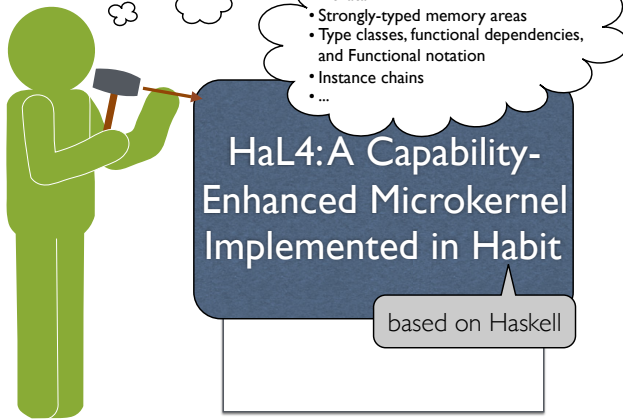 • Strongly-typed memory areas
• Type classes, functional dependencies,
and Functional notation
• Instance chains
• ...
HaL4: A Capability-
Enhanced Microkernel
Implemented in Habit
based on Haskell